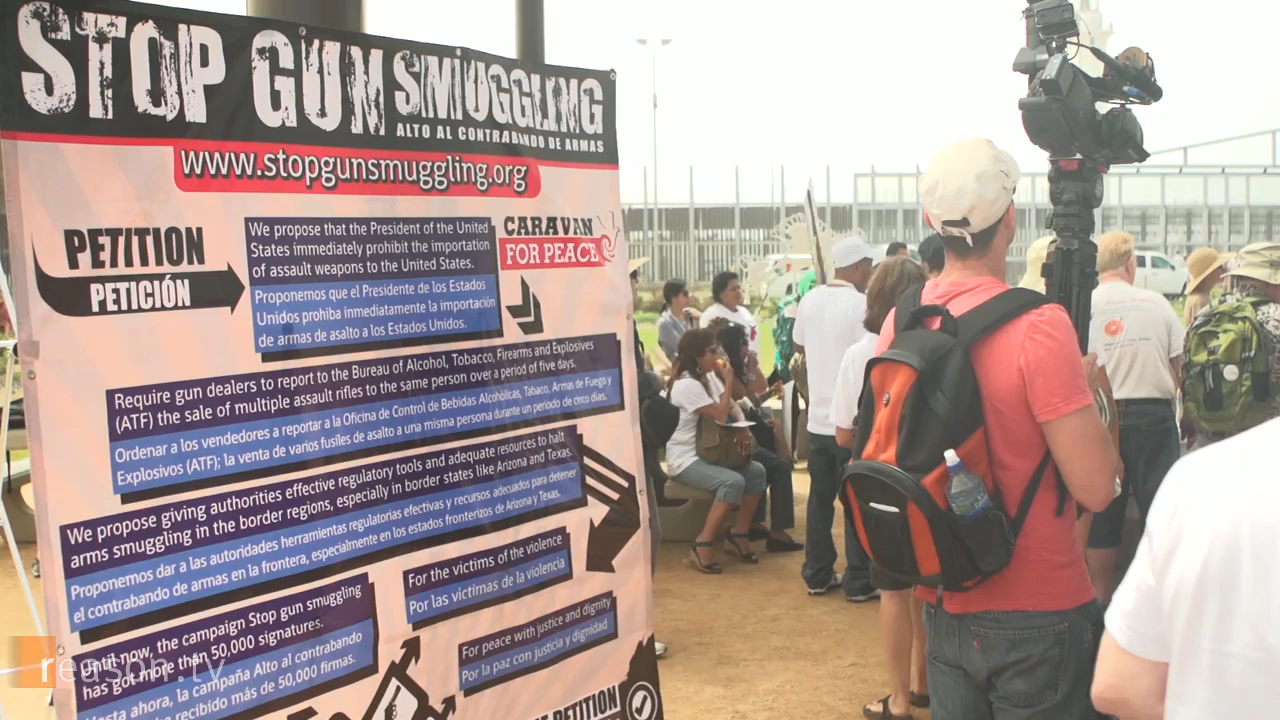 STOP GUN SMUGGLING
ALTO AL CONTRABANDO DE ARMAS
www.stopgunsmuggling.org
PETITION
PETICIÓN
We propose that the President of the United
States immediately prohibit the importation
of assault weapons to the United States.
Proponemos que el Presidente de los Estados
Unidos prohiba inmediatamente la importación
de armas de asalto a los Estados Unidos.
CARAVAN
FOR PEACE
Require gun dealers to report to the Bureau of Alcohol, Tobacco, Firearms and Explosives
(ATF) the sale of multiple assault rifles to the same person over a period of five days.
Ordenar a los vendedores a reportar a la Oficina de Control de Bebidas Alcohólicas, Tabaco, Armas de Fuego y
Explosivos (ATF); la venta de varios fusiles de asalto a una misma persona durante un periodo de cinco días.
We propose giving authorities effective regulatory tools and adequate resources to halt
arms smuggling in the border regions, especially in border states like Arizona and Texas.
Proponemos dar a las autoridades herramientas regulatorias efectivas y recursos adecuados para detener
el contrabando de armas en la frontera, especialmente en los estados fronterizos de Arizona y Texas.
For the victims of the violence
Por las victimas de la violencia
Until now, the campaign Stop gun smuggling
has got more than 50,000 signatures.
Hasta ahora, la campaña Alto al contrabando
recibido más de 50,000 firmas.
For peace with justice and dignity
Por la paz con justicia y dignidad
PETITION
reason.tv